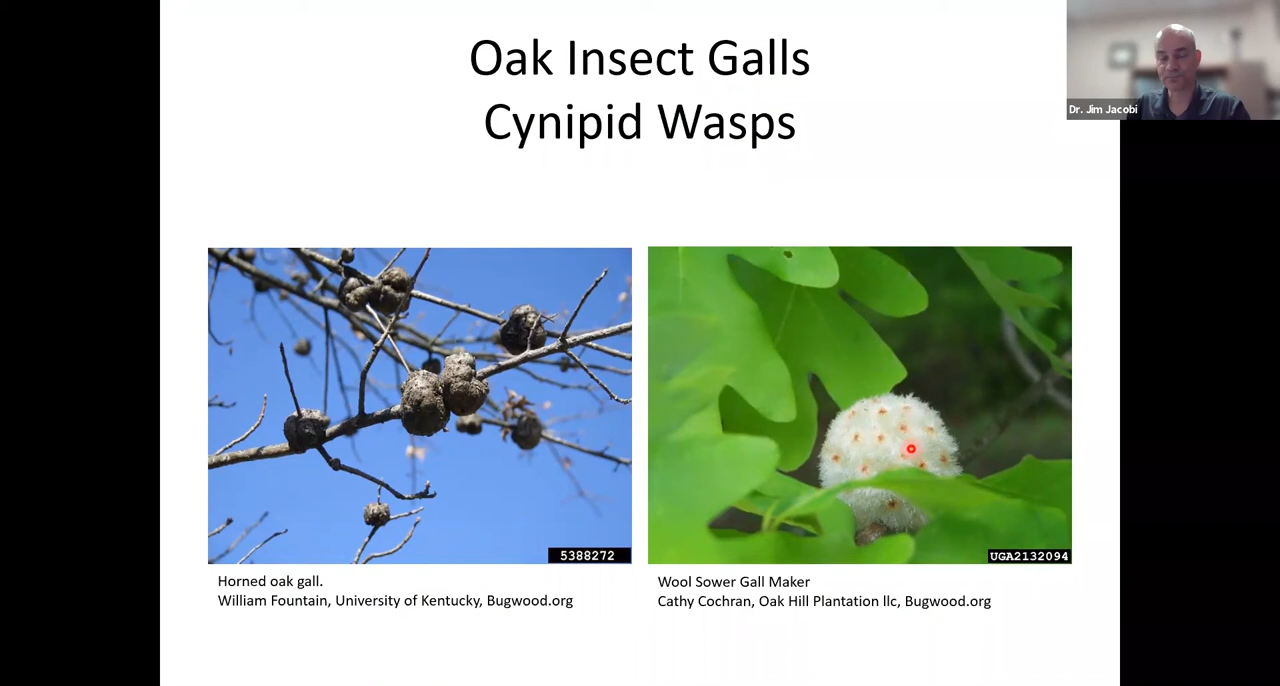 Oak Insect Galls
Cynipid Wasps
Dr. Jim Jacobi
5388272
UGA2132094
Horned oak gall.
William Fountain, University of Kentucky, Bugwood.org
Wool Sower Gall Maker
Cathy Cochran, Oak Hill Plantation llc, Bugwood.org